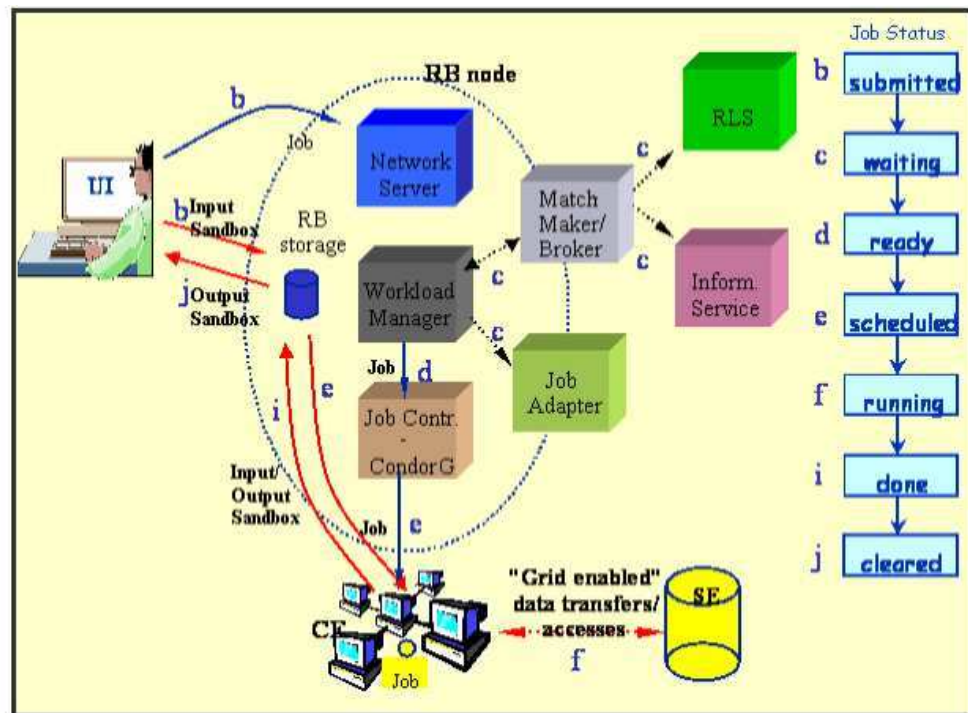 Job Status
RB node
b
submitted
b
Job
RLS
Network
Server
c
c
waiting
UI
b
Input
Sandbox
RB
storage
Match
Maker/
Broker
d
ready
c
c
Inform.
Service
j
Output
Sandbox
Workload
Manager
c
e
scheduled
Job
d
Job
Adapter
e
i
Job Contr.
-
CondorG
f
running
Input/
Output
Sandbox
i
done
Job
e
j
cleared
"Grid enabled"
data transfers/
accesses
SE
CE
f
Job